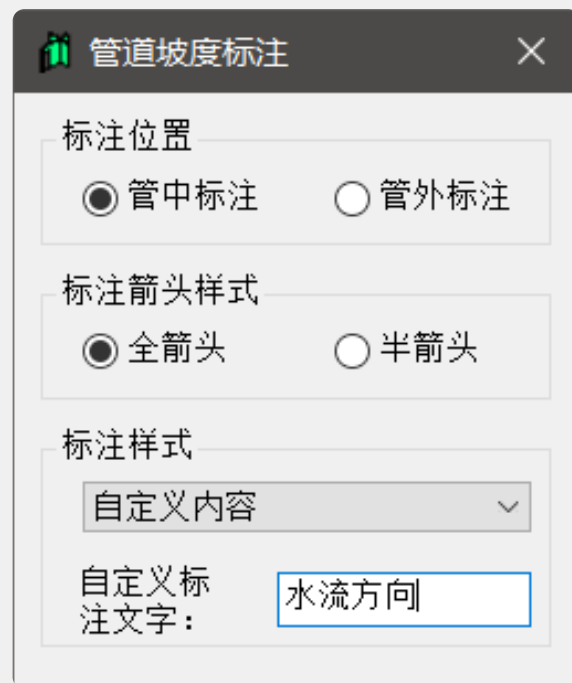 管道坡度标注
标注位置
管中标注 管外标注
标注箭头样式
全箭头 半箭头
标注样式
自定义内容
自定义标
注文字：
水流方向